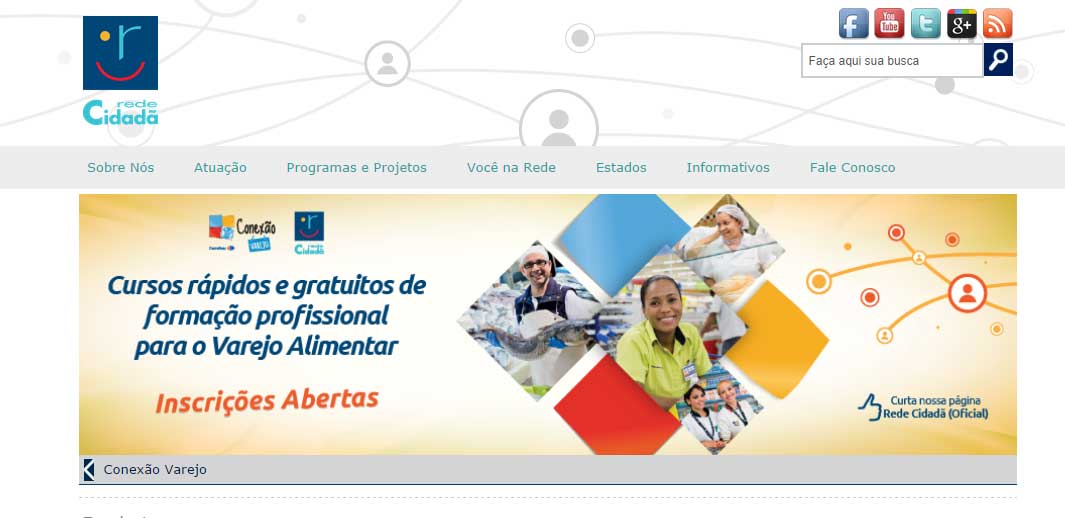 You
Tube
g+
Faça aqui sua busca
r
rede
Cidadã
Sobre Nós
Atuação
Programas e Projetos
Você na Rede
Estados
Informativos
Fale Conosco
Conexão
VAREJO
Carrefour
r
rede
Cidadã
Cursos rápidos e gratuitos de
formação profissional
para o Varejo Alimentar
Inscrições Abertas
Curta nossa página
Rede Cidadã (Oficial)
Conexão Varejo